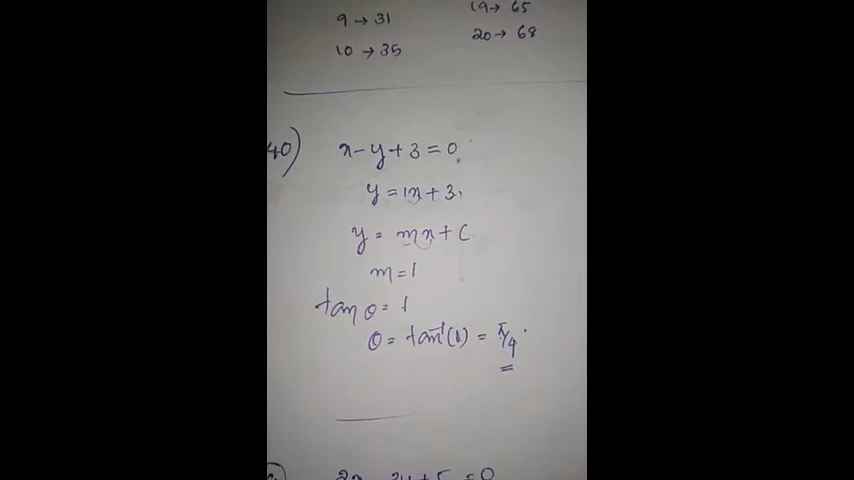 9 → 31
19 → 65
10 → 35
20 → 68
40) x - y + 3 = 0
y = 1x + 3
y = mx + c
m = 1
tan θ = 1
θ = tan⁻¹(1) = π/4